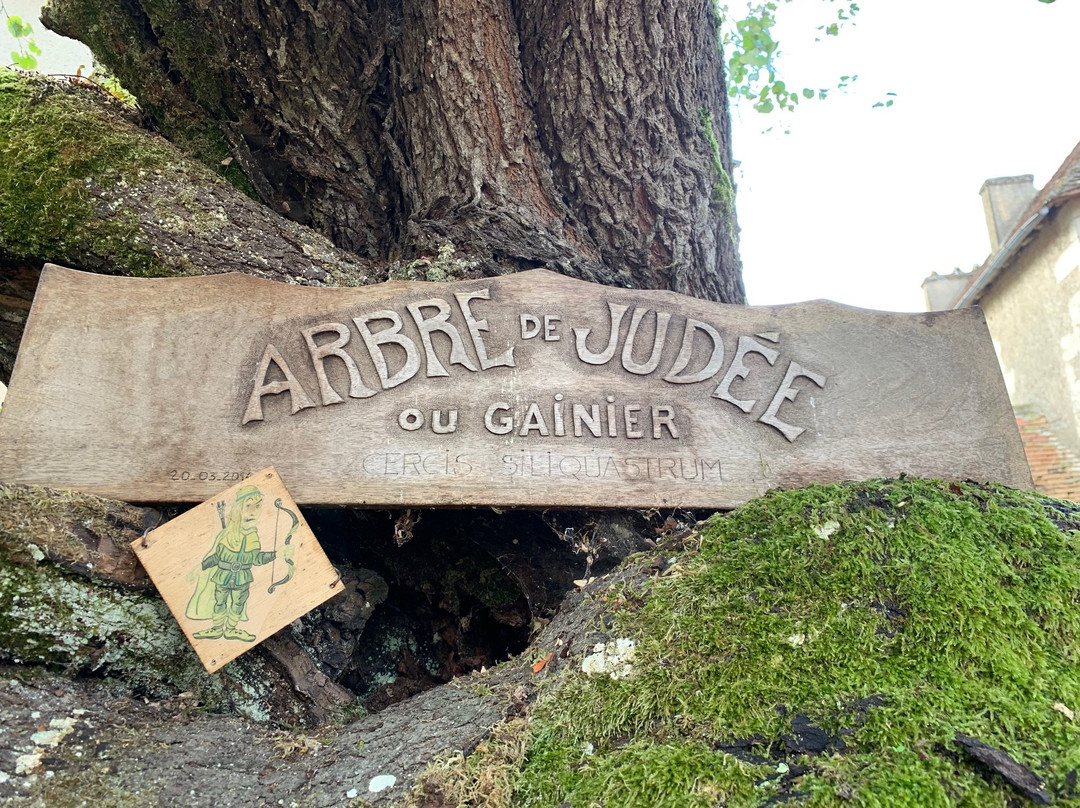 ARBRE DE JUDÉE
OU GAINIER
CERCIS SILIQUASTRUM